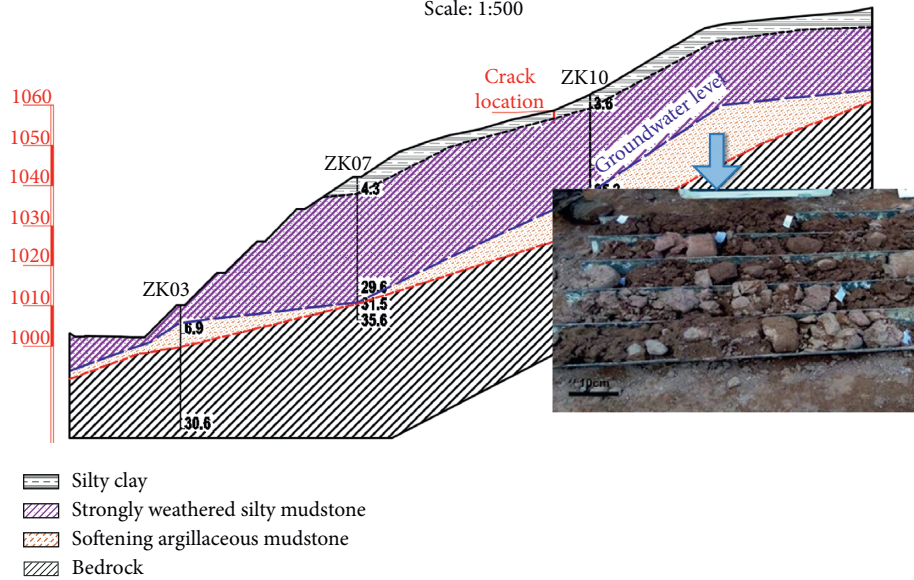 Scale: 1:500
Crack
location
ZK10
3.6
Groundwater level
1060
1050
1040
1030
1020
1010
1000
ZK07
4.3
29.6
31.5
35.6
ZK03
6.9
30.6
10cm
Silty clay
Strongly weathered silty mudstone
Softening argillaceous mudstone
Bedrock